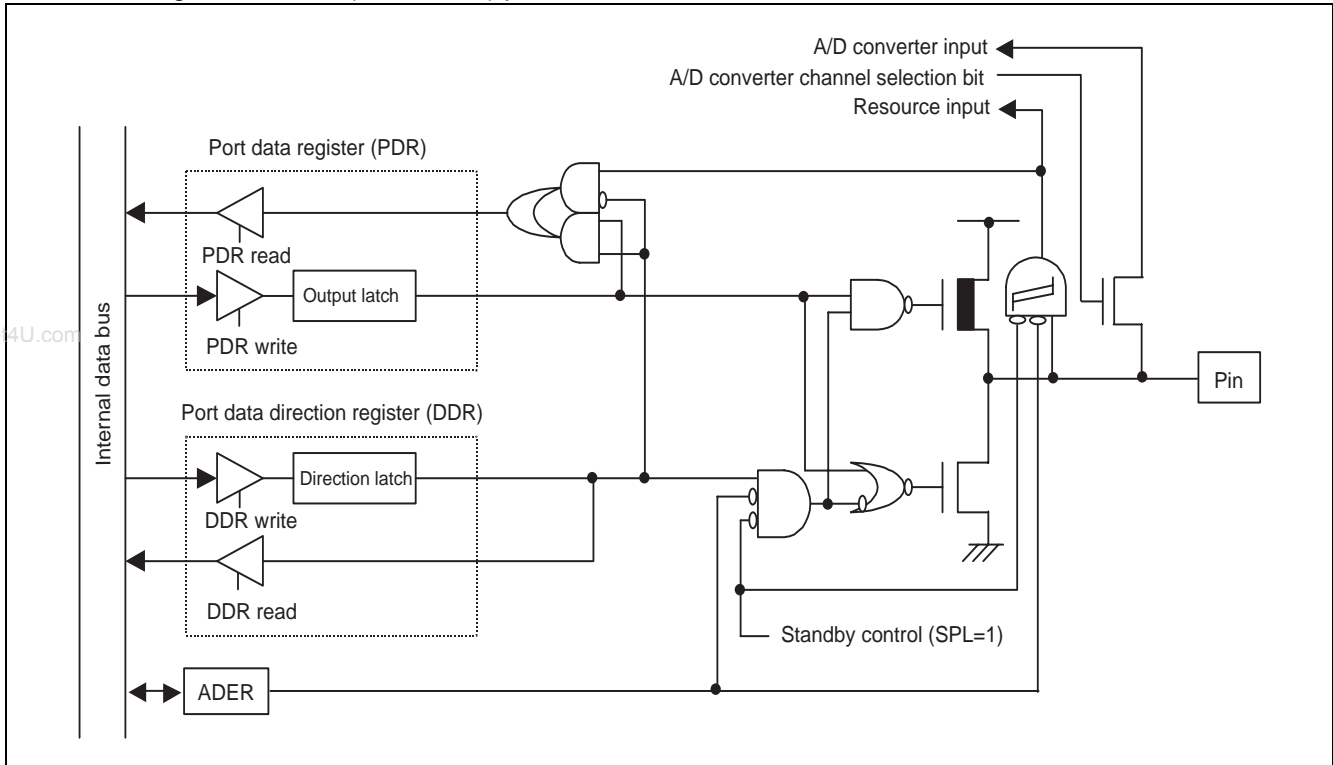 A/D converter input
A/D converter channel selection bit
Resource input
Port data register (PDR)
PDR read
Output latch
PDR write
Internal data bus
t4U.com
Pin
Port data direction register (DDR)
Direction latch
DDR write
DDR read
Standby control (SPL=1)
ADER